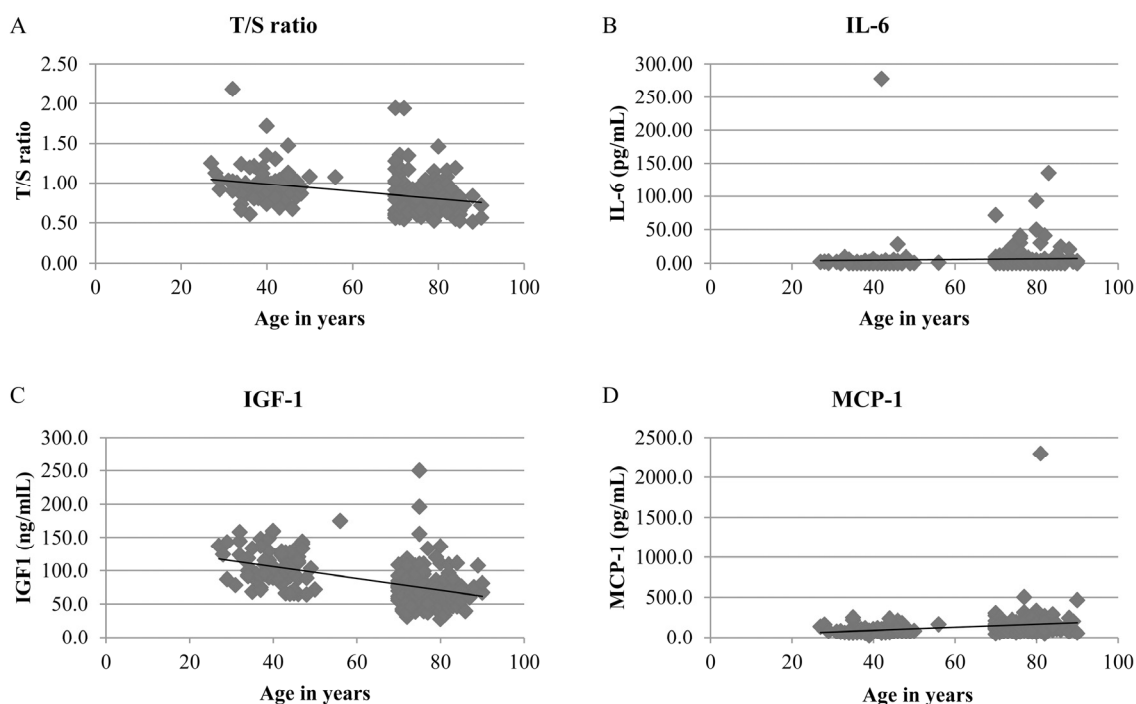 A
T/S ratio
2.50
2.00
1.50
1.00
0.50
0.00
T/S ratio
0 20 40 60 80 100
Age in years
B
IL-6
300.00
250.00
200.00
150.00
100.00
50.00
0.00
IL-6 (pg/mL)
0 20 40 60 80 100
Age in years
C
IGF-1
300.0
250.0
200.0
150.0
100.0
50.0
0.0
IGF1 (ng/mlL)
0 20 40 60 80 100
Age in years
D
MCP-1
2500.0
2000.0
1500.0
1000.0
500.0
0.0
MCP-1 (pg/mL)
0 20 40 60 80 100
Age in years